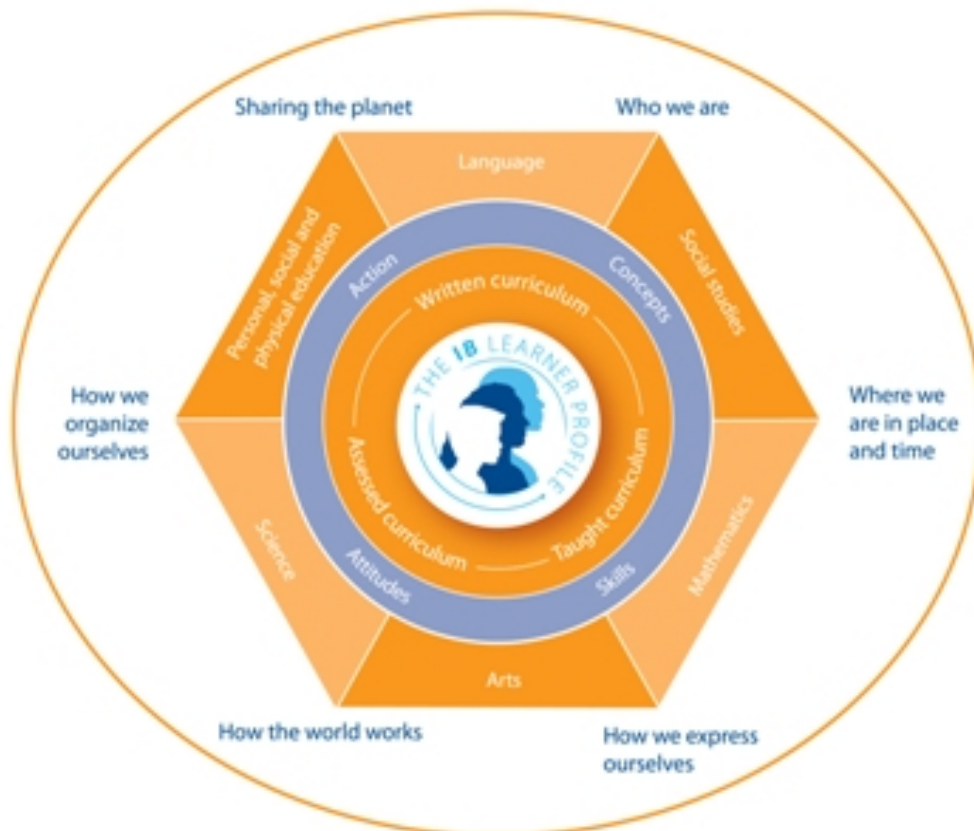 Sharing the planet
Who we are
Language
Personal, social and
physical education
Social studies
Action
Concepts
Written curriculum
THE IB LEARNER PROFILE
How we
organize
ourselves
Where we
are in place
and time
Assessed curriculum
Taught curriculum
Science
Mathematics
Attitudes
Skills
Arts
How the world works
How we express
ourselves